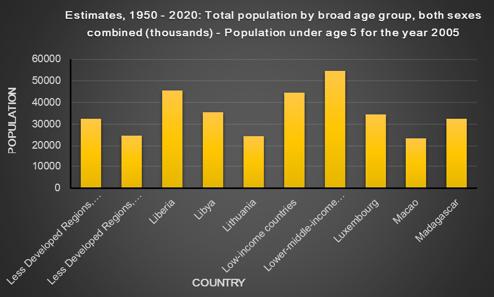 Estimates, 1950 - 2020: Total population by broad age group, both sexes
combined (thousands) - Population under age 5 for the year 2005
60000
50000
40000
30000
20000
10000
0
POPULATION
Less Developed Regions,...
Less Developed Regions,...
Liberia
Libya
Lithuania
Low-income countries
Lower-middle-income...
Luxembourg
Macao
Madagascar
COUNTRY